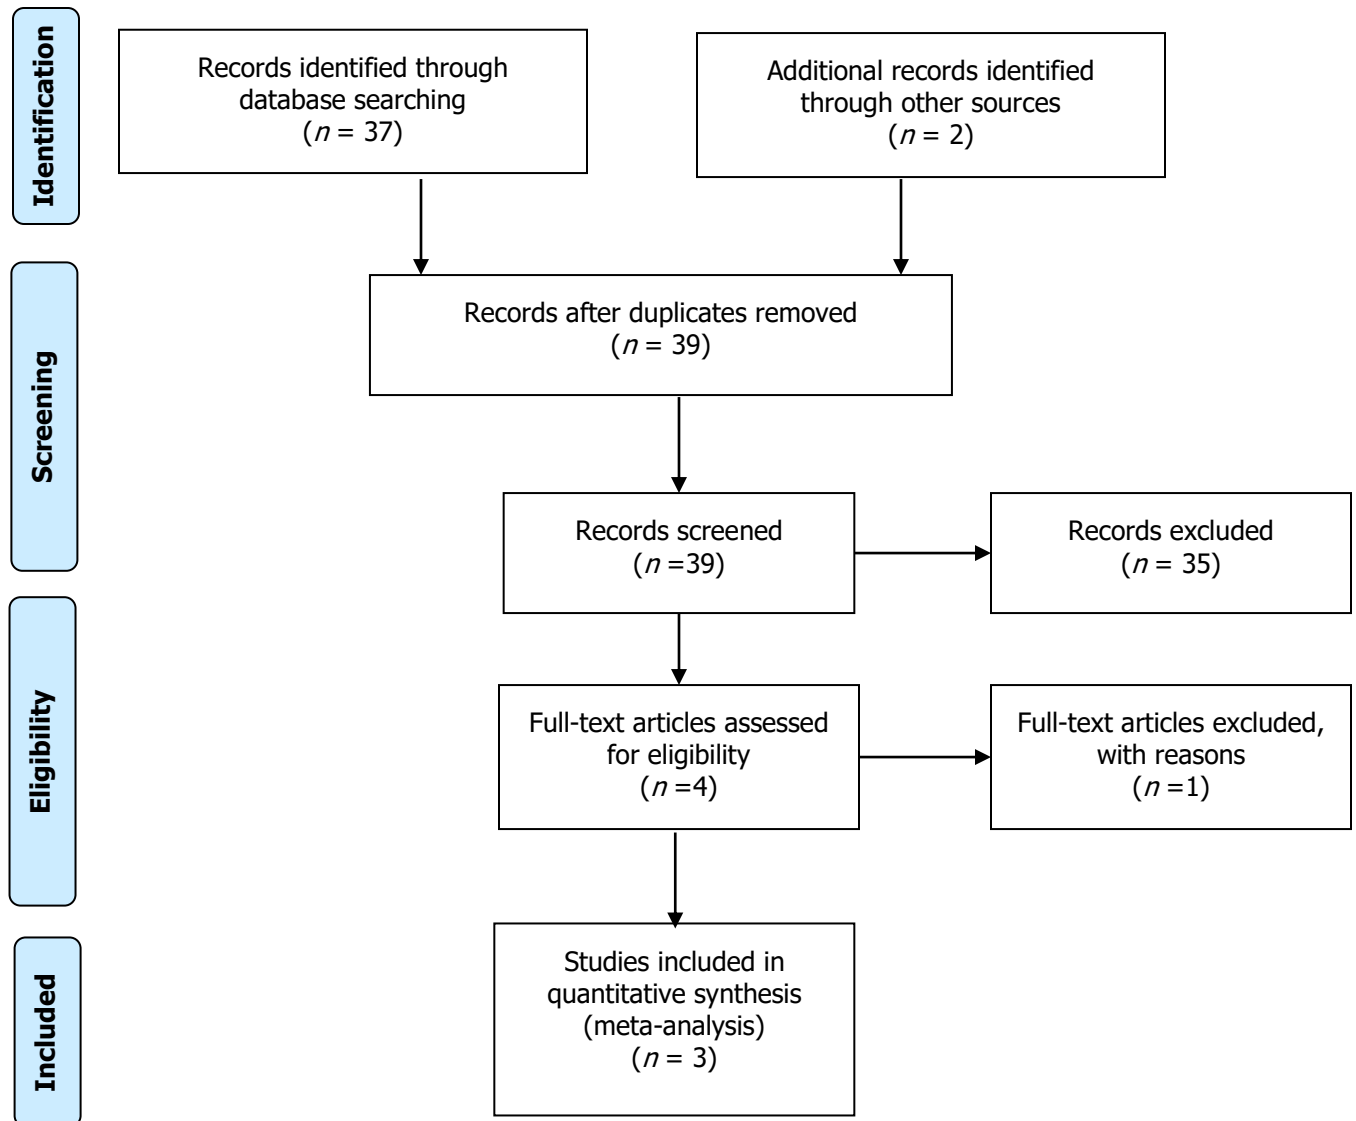 Identification
Records identified through
database searching
(n = 37)
Additional records identified
through other sources
(n = 2)
Screening
Records after duplicates removed
(n = 39)
Records screened
(n =39)
Records excluded
(n = 35)
Eligibility
Full-text articles assessed
for eligibility
(n =4)
Full-text articles excluded,
with reasons
(n =1)
Included
Studies included in
quantitative synthesis
(meta-analysis)
(n = 3)